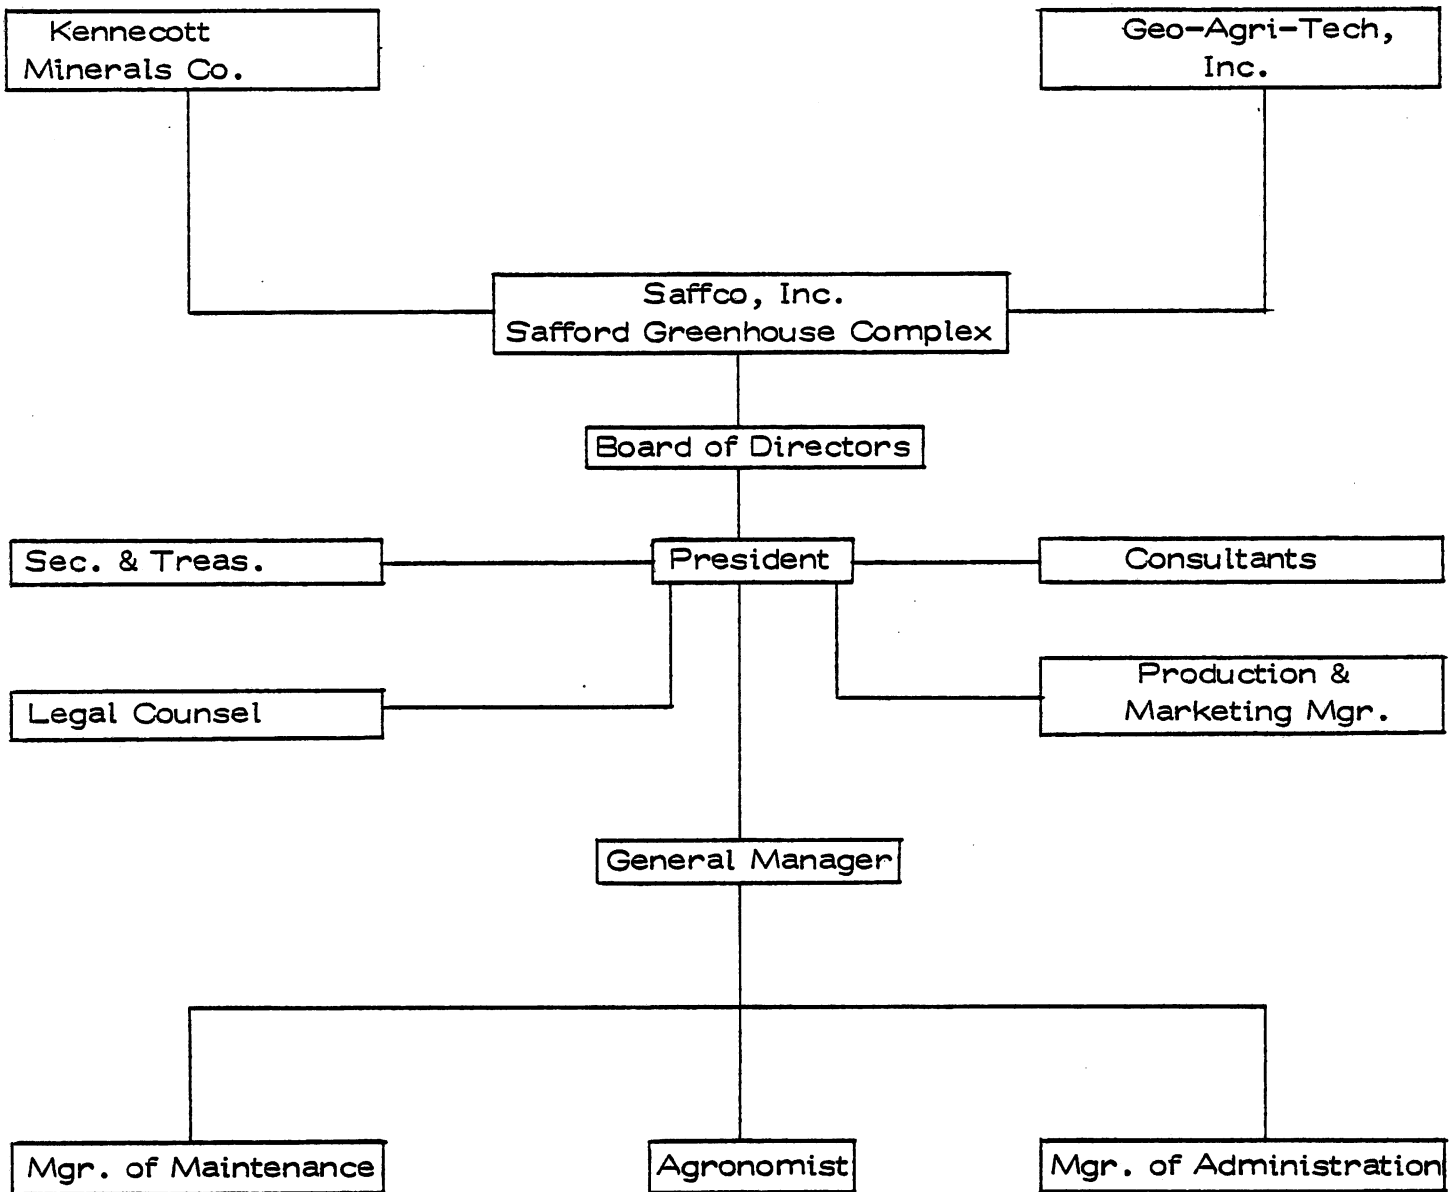 Kennecott
Minerals Co.
Geo-Agri-Tech,
Inc.
Saffco, Inc.
Safford Greenhouse Complex
Board of Directors
Sec. & Treas.
President
Consultants
Legal Counsel
Production &
Marketing Mgr.
General Manager
Mgr. of Maintenance
Agronomist
Mgr. of Administration